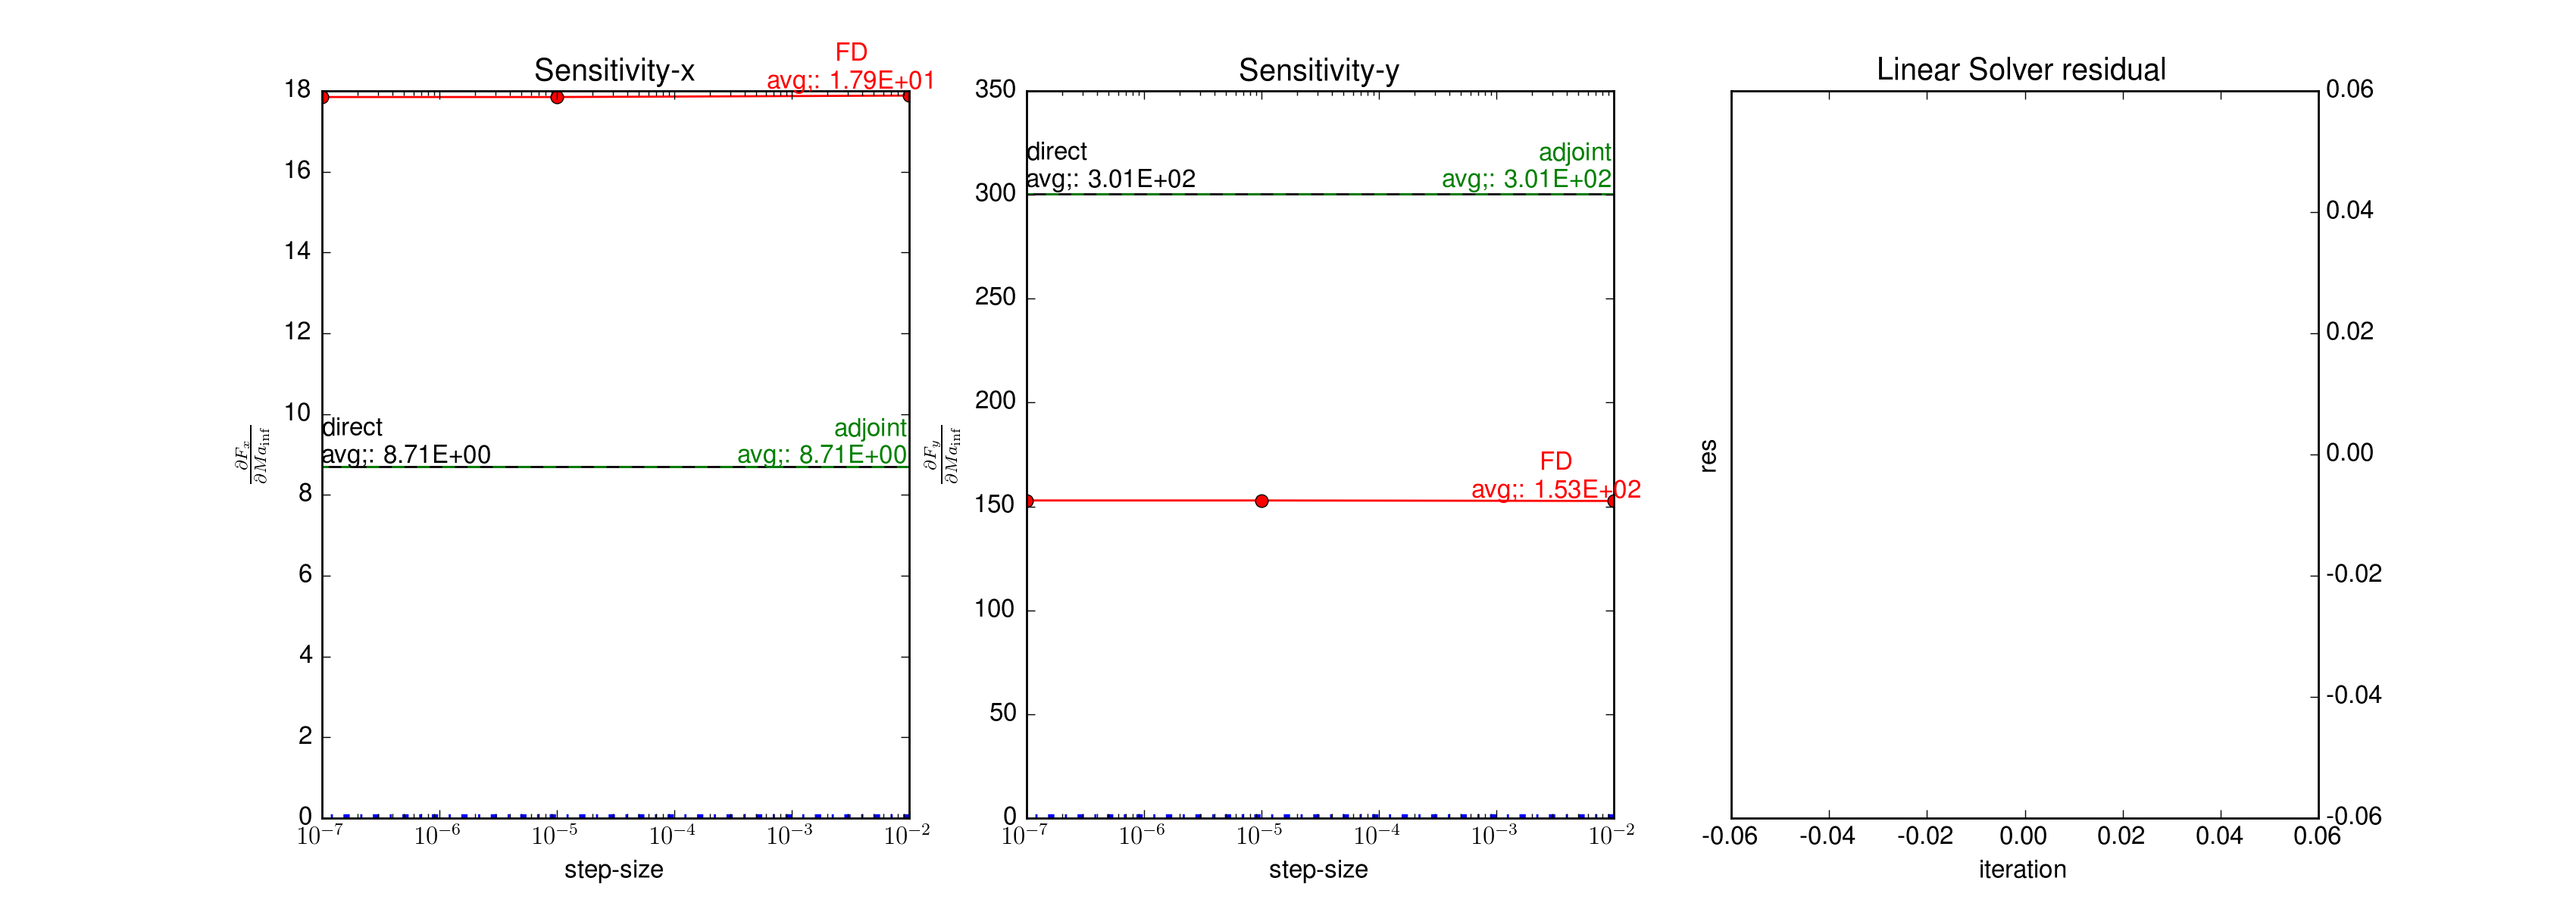 Sensitivity-x
FD
avg;: 1.79E+01
direct
avg;: 8.71E+00
adjoint
avg;: 8.71E+00
18
16
14
12
10
8
6
4
2
0
∂F_x
∂Ma_inf
10^-7
10^-6
10^-5
10^-4
10^-3
10^-2
step-size
Sensitivity-y
direct
avg;: 3.01E+02
adjoint
avg;: 3.01E+02
FD
avg;: 1.53E+02
350
300
250
200
150
100
50
0
∂F_y
∂Ma_inf
10^-7
10^-6
10^-5
10^-4
10^-3
10^-2
step-size
Linear Solver residual
res
0.06
0.04
0.02
0.00
-0.02
-0.04
-0.06
-0.06
-0.04
-0.02
0.00
0.02
0.04
0.06
iteration